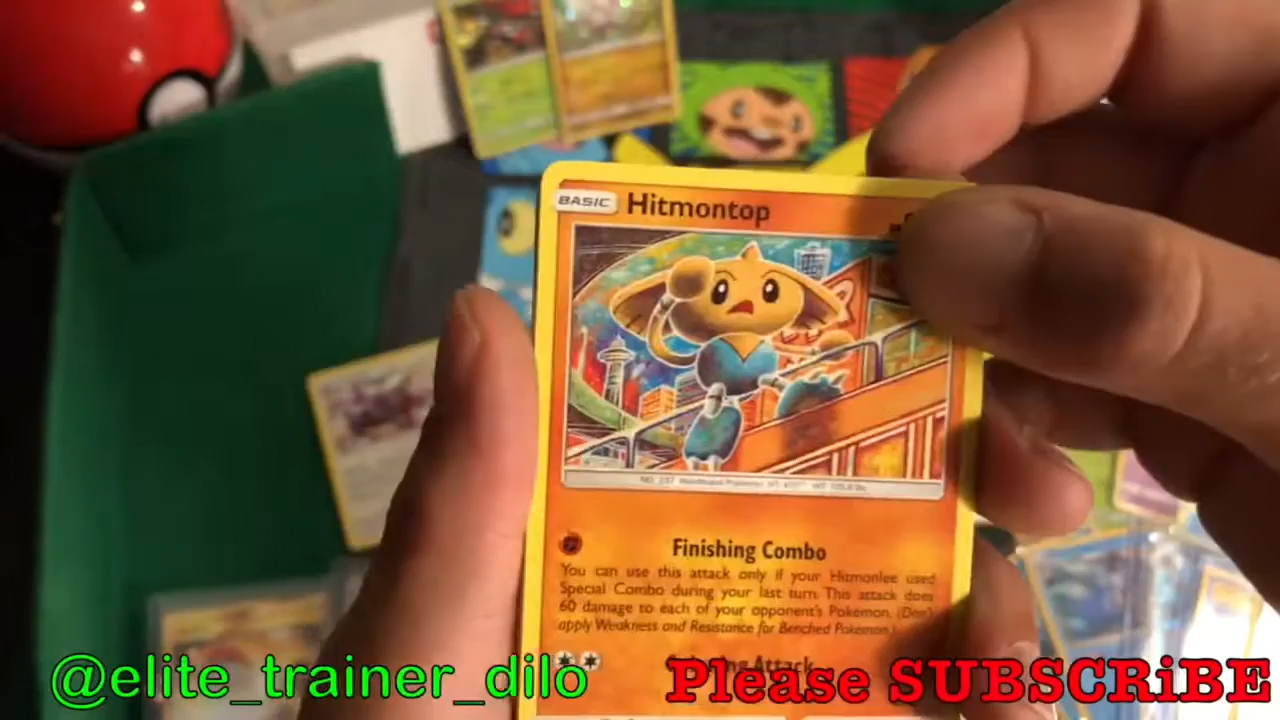 BASIC Hitmontop
Finishing Combo
You can use this attack only if your Hitmonlee used
Special Combo during your last turn. This attack does
60 damage to each of your opponent's Pokémon. (Don't
apply Weakness and Resistance for Benched Pokémon.)
Attack
@elite_trainer_dilo
Please SUBSCRiBE